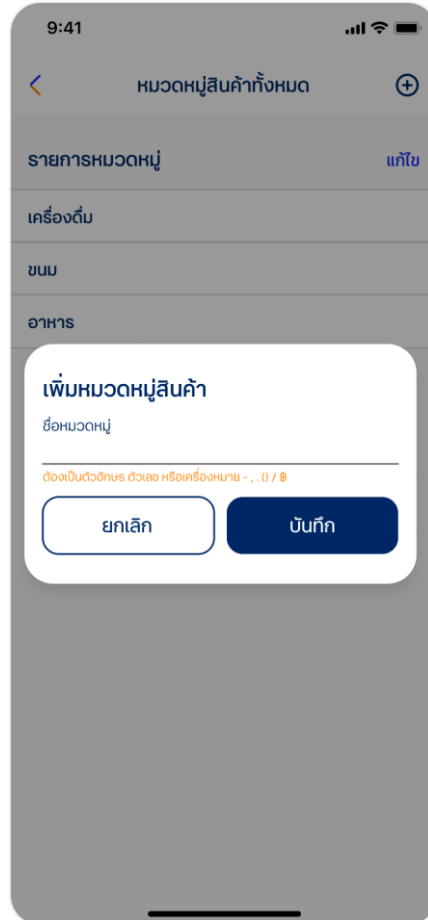 9:41
หมวดหมู่สินค้าทั้งหมด
รายการหมวดหมู่ แก้ไข
เครื่องดื่ม
ขนม
อาหาร
เพิ่มหมวดหมู่สินค้า
ชื่อหมวดหมู่
ต้องเป็นตัวอักษร ตัวเลข หรือเครื่องหมาย - , . () / ฿
ยกเลิก บันทึก